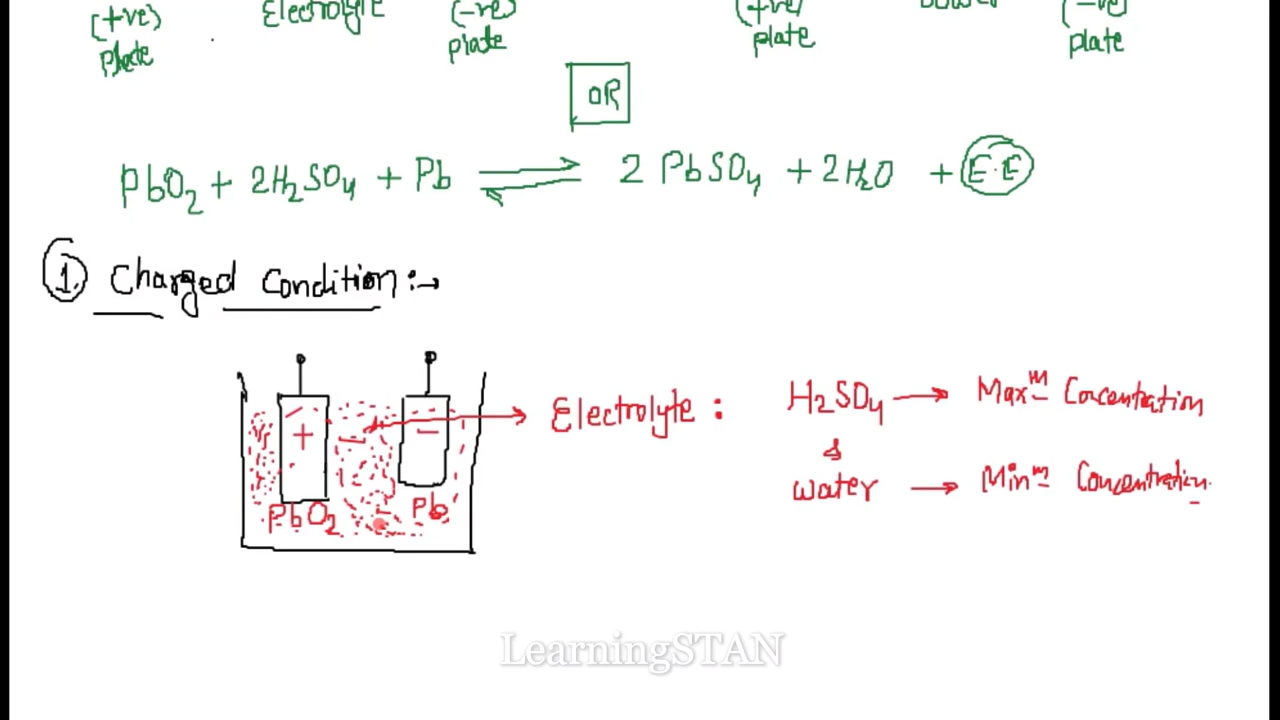 (+ve) Electrolyte (-ve) (+ve) (-ve)
plate plate plate plate
OR
PbO2 + 2H2SO4 + Pb ⇌ 2 PbSO4 + 2H2O + E.E
1. Charged Condition:→
+ - Electrolyte : H2SO4 → Maxm Concentration
&
water → Minm Concentration.
PbO2 Pb
LearningSTAN